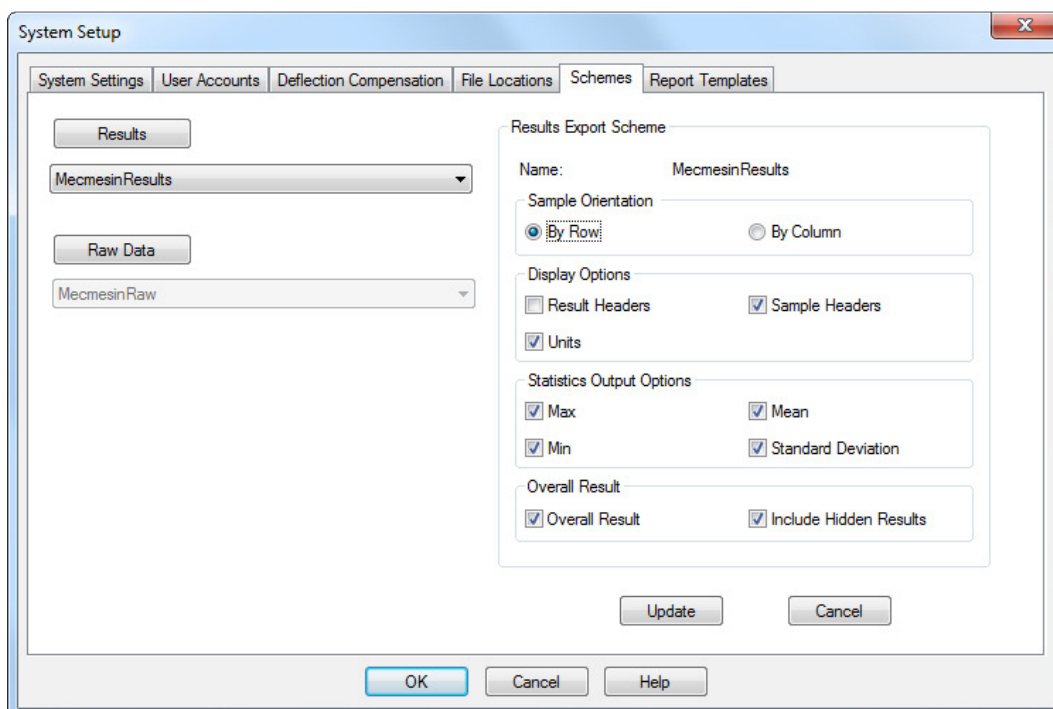 System Setup
System Settings User Accounts Deflection Compensation File Locations Schemes Report Templates
Results
MecmesinResults
Raw Data
MecmesinRaw
Results Export Scheme
Name: MecmesinResults
Sample Orientation
By Row By Column
Display Options
Result Headers Sample Headers
Units
Statistics Output Options
Max Mean
Min Standard Deviation
Overall Result
Overall Result Include Hidden Results
Update Cancel
OK Cancel Help